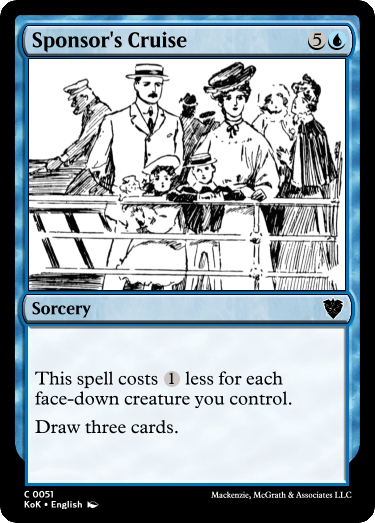 Sponsor's Cruise 5
Sorcery
This spell costs 1 less for each
face-down creature you control.
Draw three cards.
C 0051
KoK • English
Mackenzie, McGrath & Associates LLC